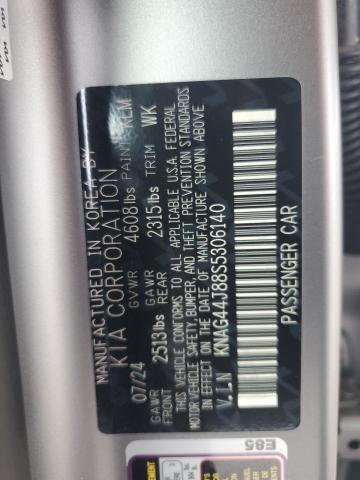 MANUFACTURED IN KOREA BY
KIA CORPORATION
07/24 GVWR 4608lbs PAINT KLM
GAWR FRONT 2513lbs GAWR REAR 2315lbs TRIM WK
THIS VEHICLE CONFORMS TO ALL APPLICABLE U.S.A. FEDERAL
MOTOR VEHICLE SAFETY, BUMPER, AND THEFT PREVENTION STANDARDS
IN EFFECT ON THE DATE OF MANUFACTURE SHOWN ABOVE
V.I.N KNAG44J88S5306140
PASSENGER CAR
E85